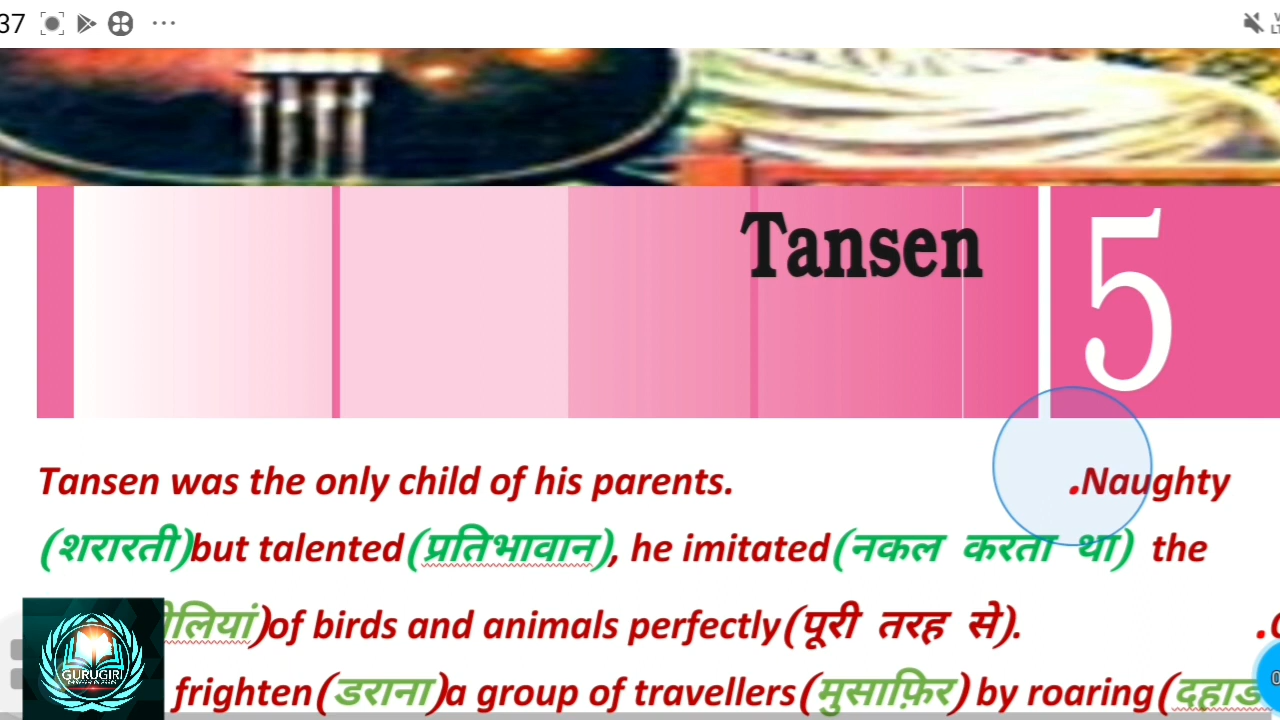 37
Tansen
5
Tansen was the only child of his parents. .Naughty
(शरारती)but talented(प्रतिभावान), he imitated(नकल करता था) the
)of birds and animals perfectly(पूरी तरह से).
frighten(डराना)a group of travellers(मुसाफ़िर) by roaring(
GURUGIRI